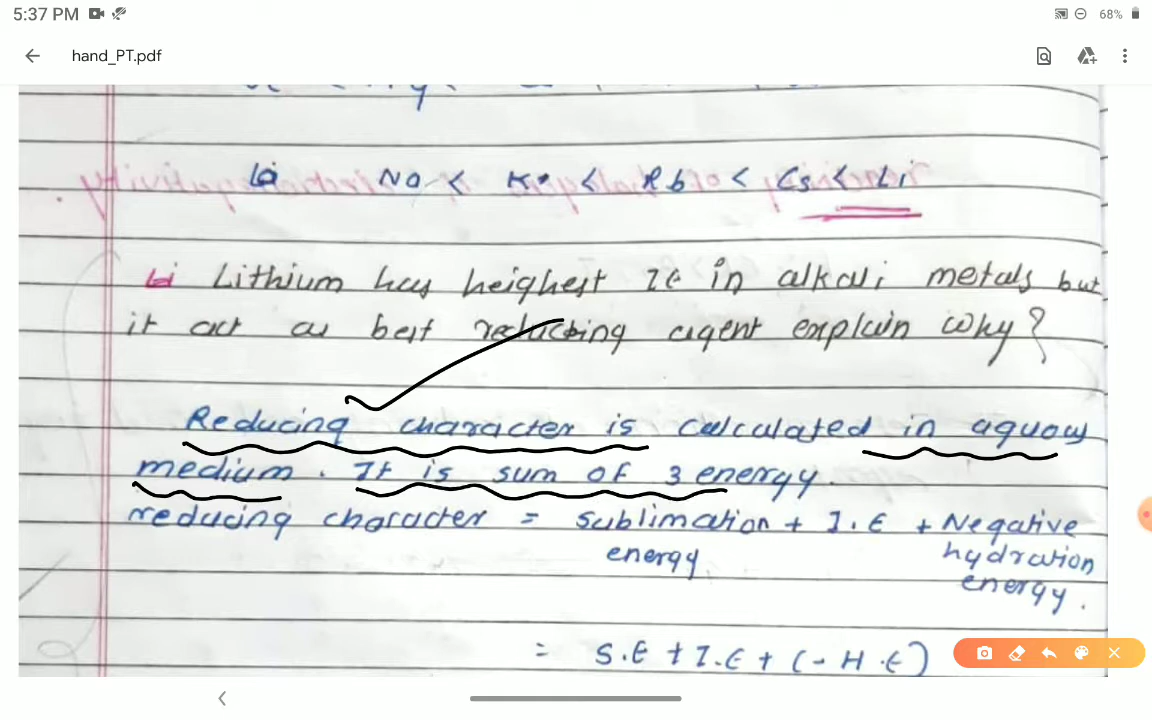 5:37 PM 68%
hand_PT.pdf
Na < K < Rb < Cs < Li
Lithium has heighest IE in alkali metals but
it act as best reducing agent explain why?
Reducing character is calculated in aquous
medium. It is sum of 3 energy.
reducing character = sublimation + I.E + Negative
energy hydration
energy.
= S.E + I.E + (- H.E)